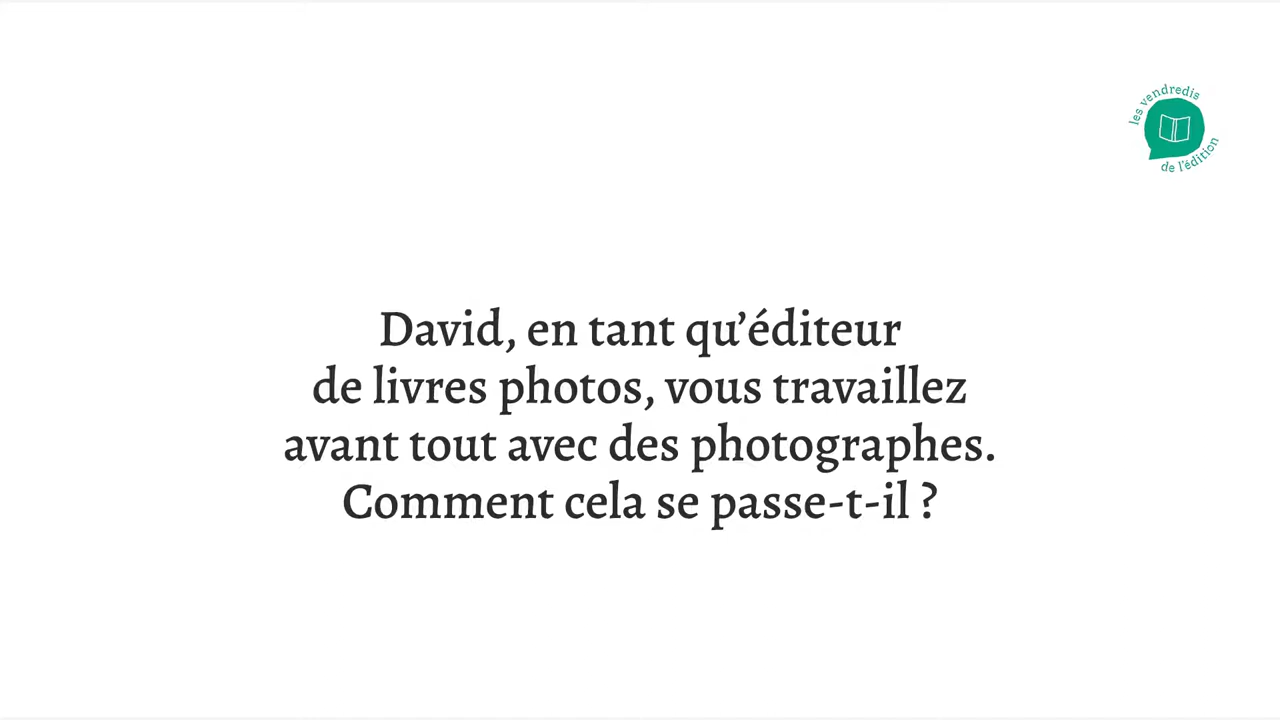 les vendredis
de l'édition
David, en tant qu’éditeur
de livres photos, vous travaillez
avant tout avec des photographes.
Comment cela se passe-t-il ?